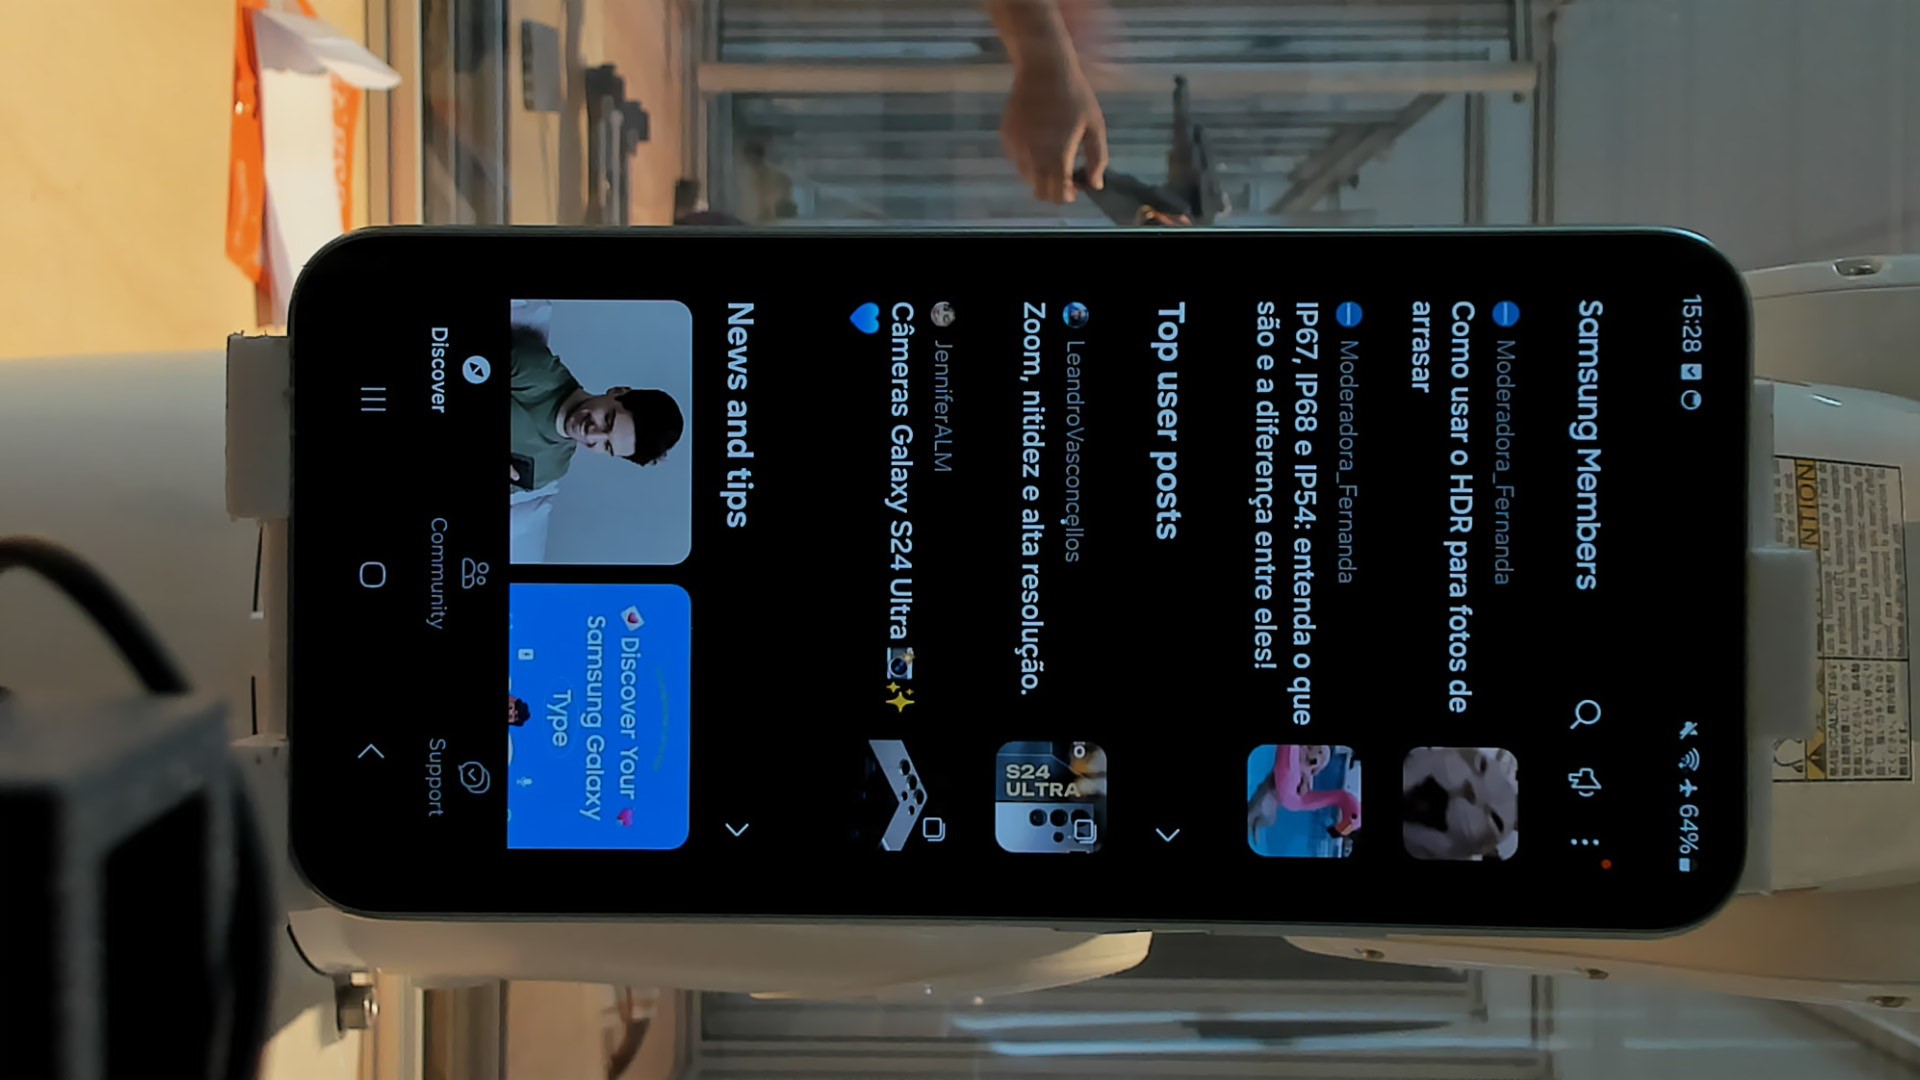 15:28
64%
Samsung Members
Moderadora_Fernanda
Como usar o HDR para fotos de
arrasar
Moderadora_Fernanda
IP67, IP68 e IP54: entenda o que
são e a diferença entre eles!
Top user posts
LeandroVasconcellos
Zoom, nitidez e alta resolução.
S24
ULTRA
JenniferALM
Câmeras Galaxy S24 Ultra 📸✨
💙
News and tips
💌 Discover Your 💗
Samsung Galaxy
Type
Discover
Community
Support